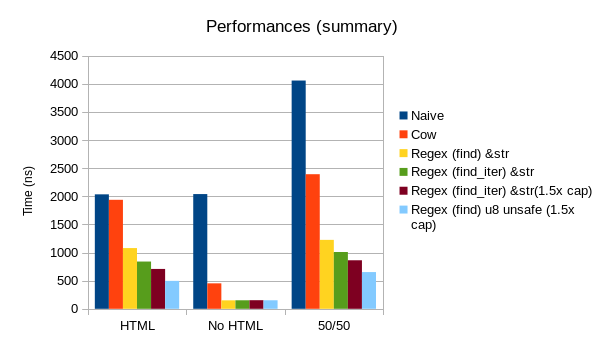 Performances (summary)
4500
4000
3500
3000
2500
2000
1500
1000
500
0
Time (ns)
HTML
No HTML
50/50
Naive
Cow
Regex (find) &str
Regex (find_iter) &str
Regex (find_iter) &str(1.5x cap)
Regex (find) u8 unsafe (1.5x
cap)